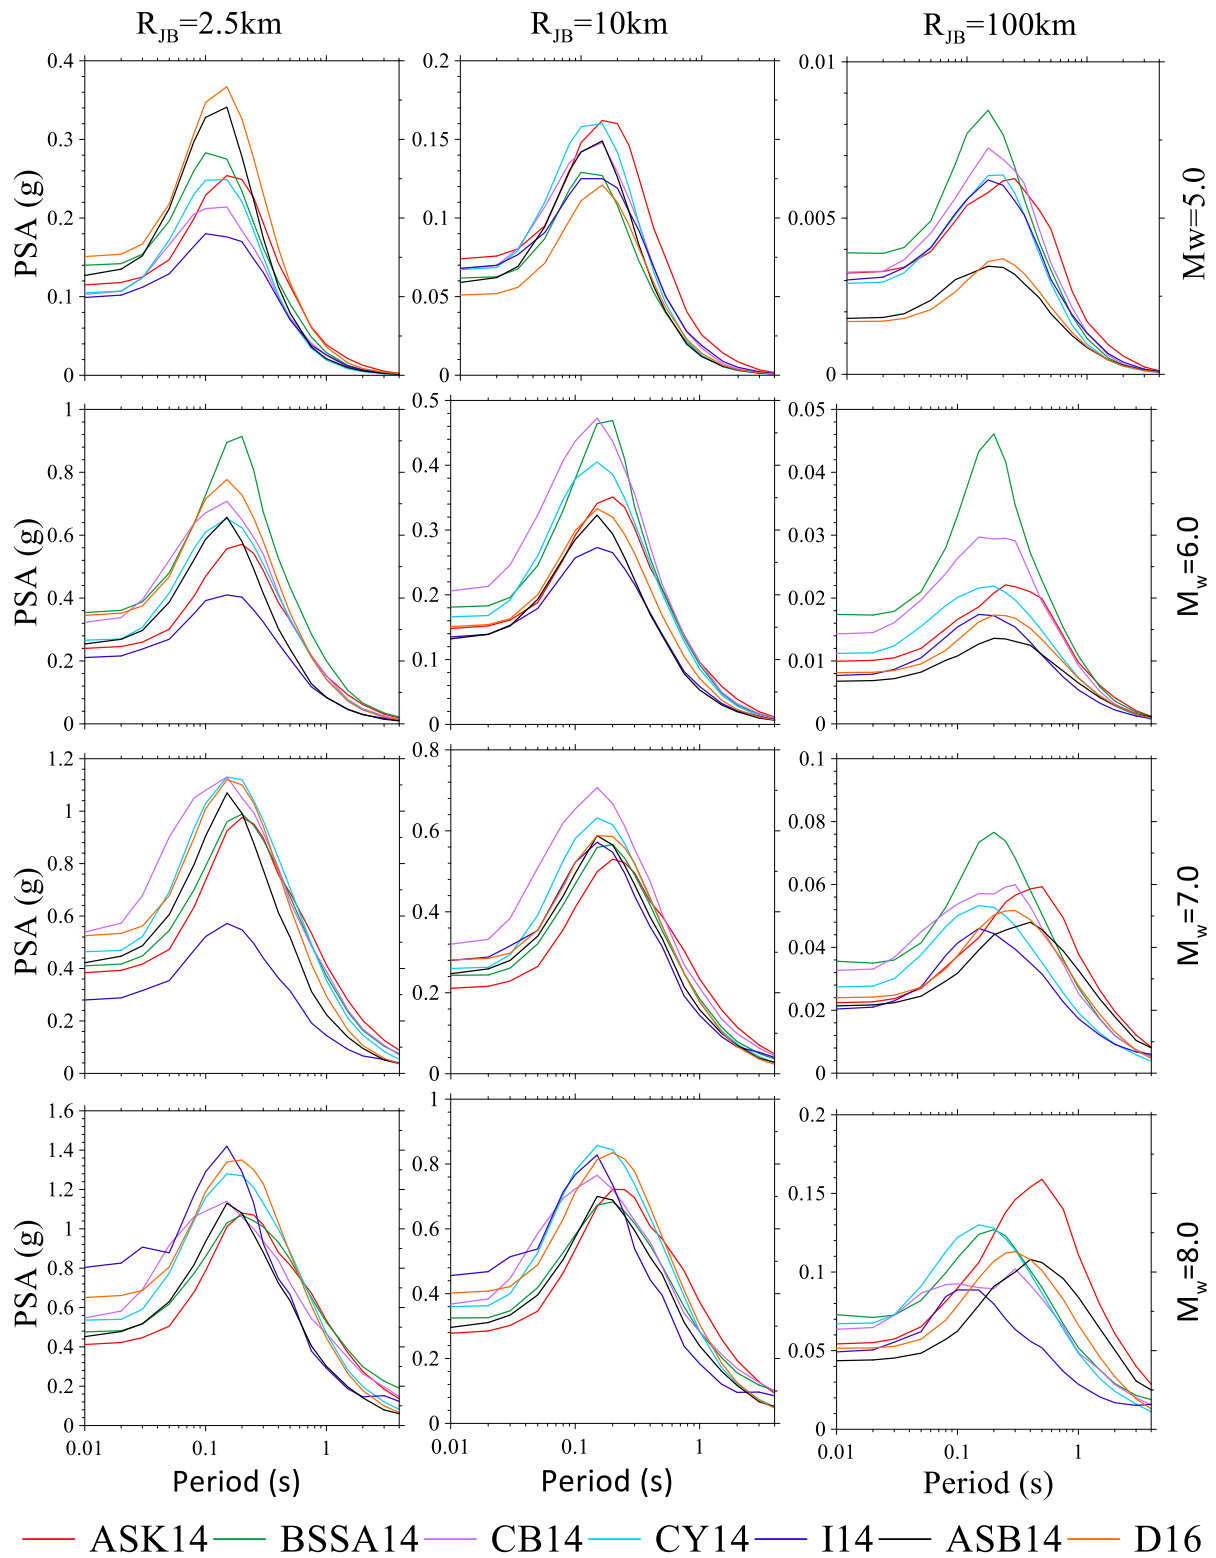 R_JB=2.5km R_JB=10km R_JB=100km
0.4 0.2 0.01
0.3 0.15
PSA (g) 0.2 0.1 0.005 Mw=5.0
0.1 0.05
0 0 0
1 0.5 0.05
0.8 0.4 0.04
PSA (g) 0.6 0.3 0.03 M_w=6.0
0.4 0.2 0.02
0.2 0.1 0.01
0 0 0
1.2 0.8 0.1
1 0.08
0.8 0.6 0.06
PSA (g) 0.6 0.4 M_w=7.0
0.4 0.2 0.04
0.2 0.02
0 0 0
1.6 1 0.2
1.4 0.8
1.2 0.15
PSA (g) 1 0.6 M_w=8.0
0.8 0.1
0.6 0.4
0.4 0.2 0.05
0.2
0 0 0
0.01 0.1 1 0.01 0.1 1 0.01 0.1 1
Period (s) Period (s) Period (s)
ASK14 BSSA14 CB14 CY14 I14 ASB14 D16